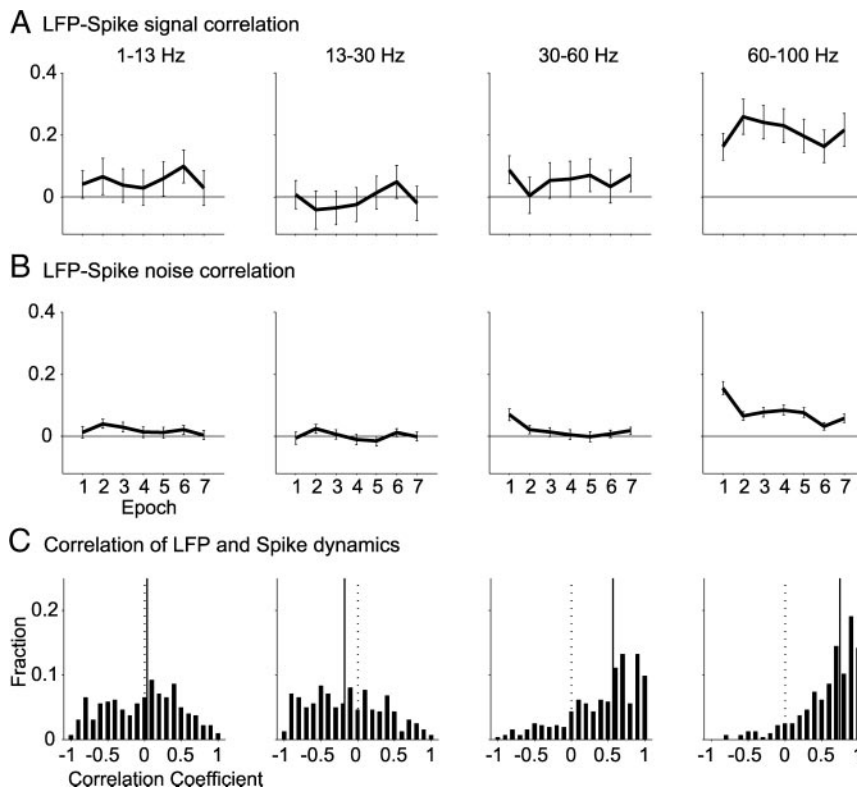 A LFP-Spike signal correlation
1-13 Hz 13-30 Hz 30-60 Hz 60-100 Hz
0.4
0.2
0
B LFP-Spike noise correlation
0.4
0.2
0
1 2 3 4 5 6 7 1 2 3 4 5 6 7 1 2 3 4 5 6 7 1 2 3 4 5 6 7
Epoch
C Correlation of LFP and Spike dynamics
0.2
0.1
0
Fraction
-1 -0.5 0 0.5 1 -1 -0.5 0 0.5 1 -1 -0.5 0 0.5 1 -1 -0.5 0 0.5 1
Correlation Coefficient